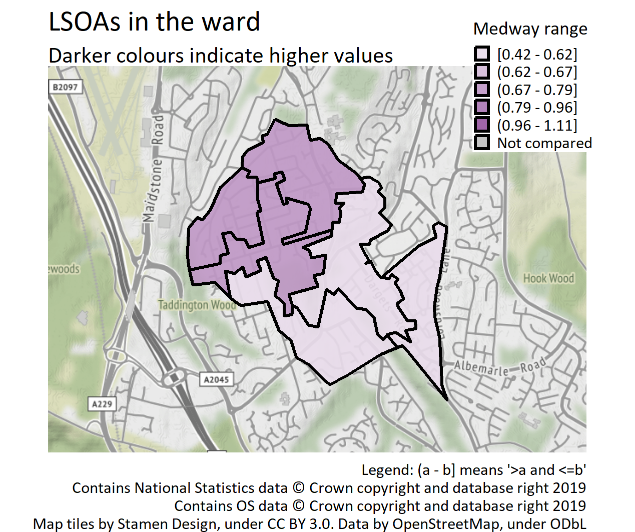 LSOAs in the ward
Darker colours indicate higher values
Medway range
[0.42 - 0.62]
(0.62 - 0.67]
(0.67 - 0.79]
(0.79 - 0.96]
(0.96 - 1.11]
Not compared
B2097
Maidstone Road
ewoods
Hook Wood
Taddington Wood
Lane
Albemarle Road
A2045
A229
Legend: (a - b] means '>a and <=b'
Contains National Statistics data © Crown copyright and database right 2019
Contains OS data © Crown copyright and database right 2019
Map tiles by Stamen Design, under CC BY 3.0. Data by OpenStreetMap, under ODbL